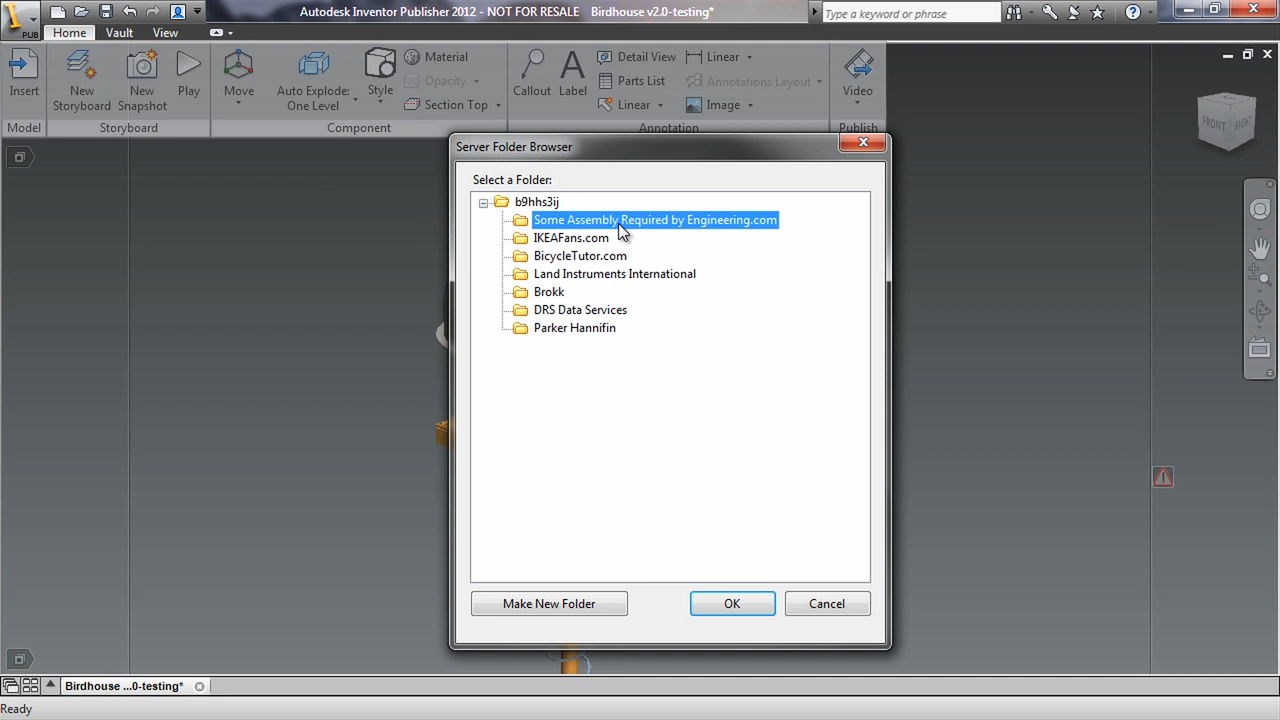 Autodesk Inventor Publisher 2012 - NOT FOR RESALE Birdhouse v2.0-testing*
Type a keyword or phrase
PUB
Home Vault View
Insert
New Storyboard
New Snapshot
Play
Move
Auto Explode: One Level
Style
Material
Opacity
Section Top
Callout
Label
Detail View
Parts List
Linear
Linear
Annotations Layout
Image
Video
Model Storyboard Component Annotation Publish
FRONT RIGHT
Server Folder Browser
Select a Folder:
b9hhs3ij
Some Assembly Required by Engineering.com
IKEAFans.com
BicycleTutor.com
Land Instruments International
Brokk
DRS Data Services
Parker Hannifin
Make New Folder OK Cancel
Birdhouse ...0-testing*
Ready